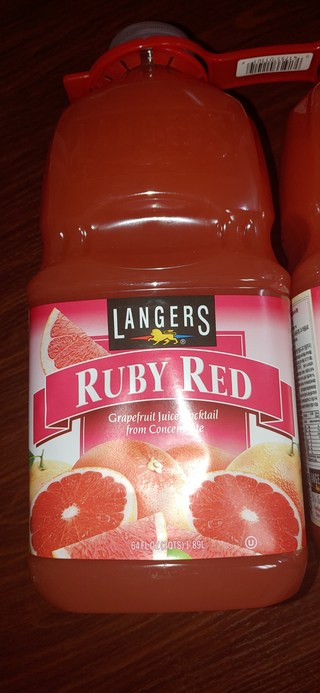 LANGERS
RUBY RED
Grapefruit Juice Cocktail
from Concentrate
64 FL OZ (2 QTS) 1.89L
U